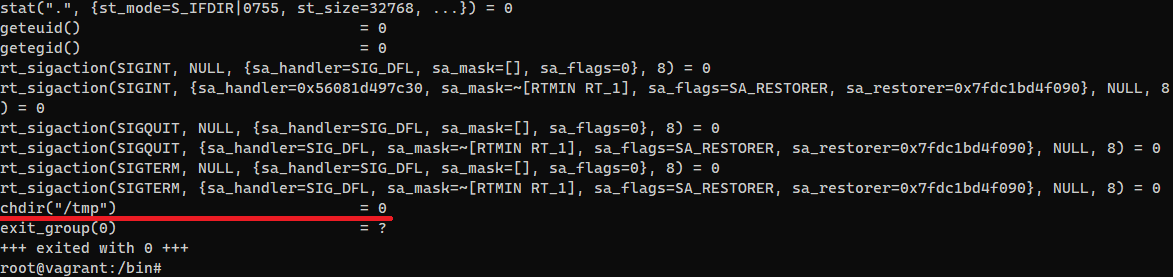 stat(".", {st_mode=S_IFDIR|0755, st_size=32768, ...}) = 0
geteuid()                               = 0
getegid()                               = 0
rt_sigaction(SIGINT, NULL, {sa_handler=SIG_DFL, sa_mask=[], sa_flags=0}, 8) = 0
rt_sigaction(SIGINT, {sa_handler=0x56081d497c30, sa_mask=~[RTMIN RT_1], sa_flags=SA_RESTORER, sa_restorer=0x7fdc1bd4f090}, NULL, 8
) = 0
rt_sigaction(SIGQUIT, NULL, {sa_handler=SIG_DFL, sa_mask=[], sa_flags=0}, 8) = 0
rt_sigaction(SIGQUIT, {sa_handler=SIG_DFL, sa_mask=~[RTMIN RT_1], sa_flags=SA_RESTORER, sa_restorer=0x7fdc1bd4f090}, NULL, 8) = 0
rt_sigaction(SIGTERM, NULL, {sa_handler=SIG_DFL, sa_mask=[], sa_flags=0}, 8) = 0
rt_sigaction(SIGTERM, {sa_handler=SIG_DFL, sa_mask=~[RTMIN RT_1], sa_flags=SA_RESTORER, sa_restorer=0x7fdc1bd4f090}, NULL, 8) = 0
chdir("/tmp")                           = 0
exit_group(0)                           = ?
+++ exited with 0 +++
root@vagrant:/bin#